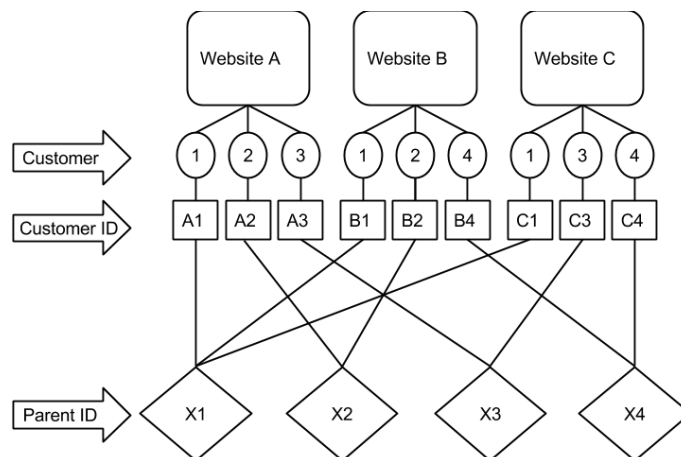 Website A Website B Website C
Customer 1 2 3 1 2 4 1 3 4
Customer ID A1 A2 A3 B1 B2 B4 C1 C3 C4
Parent ID X1 X2 X3 X4